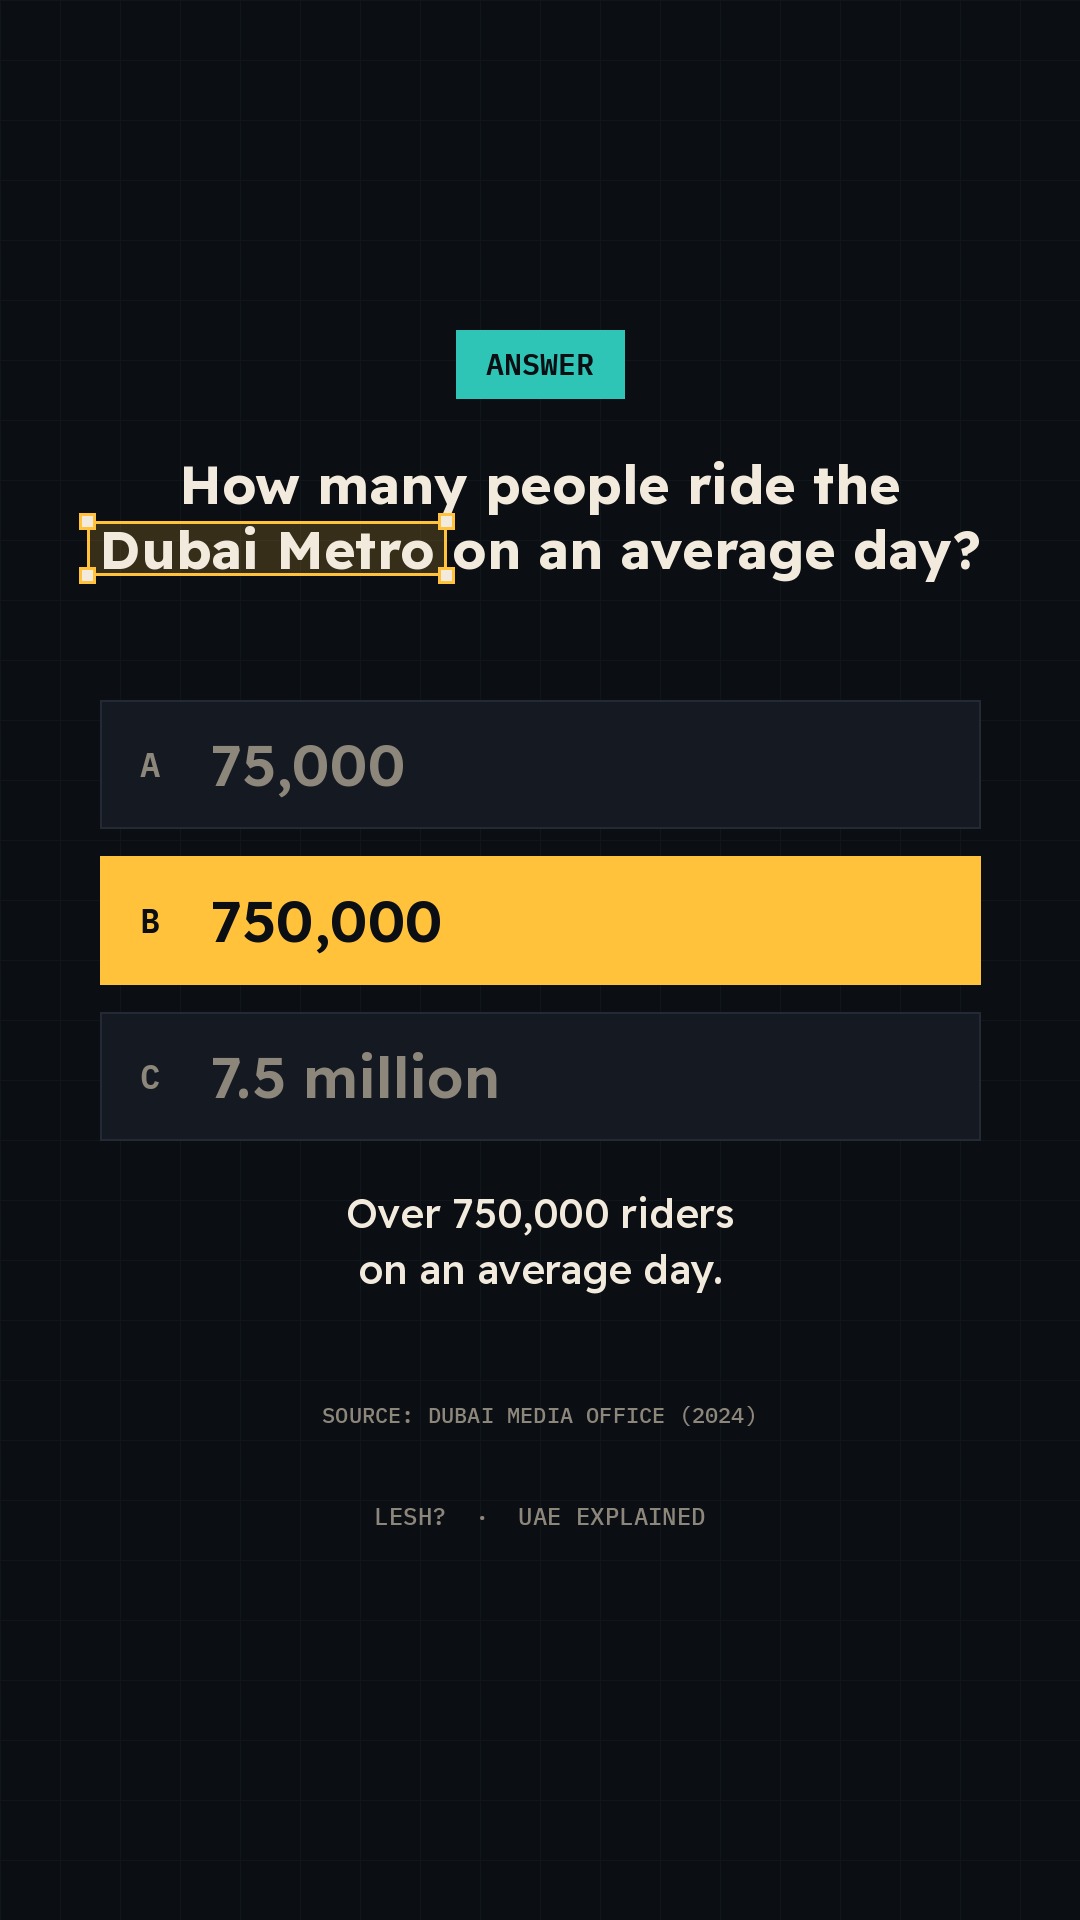 ANSWER
How many people ride the
Dubai Metro on an average day?
A 75,000
B 750,000
C 7.5 million
Over 750,000 riders
on an average day.
SOURCE: DUBAI MEDIA OFFICE (2024)
LESH? · UAE EXPLAINED